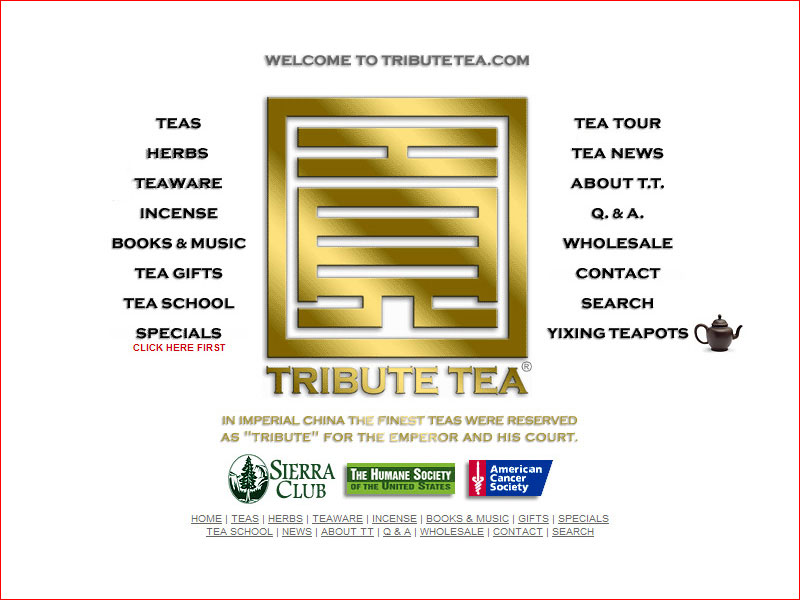 WELCOME TO TRIBUTETEA.COM
TEAS
HERBS
TEAWARE
INCENSE
BOOKS & MUSIC
TEA GIFTS
TEA SCHOOL
SPECIALS
CLICK HERE FIRST
TEA TOUR
TEA NEWS
ABOUT T.T.
Q. & A.
WHOLESALE
CONTACT
SEARCH
YIXING TEAPOTS
貢
TRIBUTE TEA®
IN IMPERIAL CHINA THE FINEST TEAS WERE RESERVED
AS "TRIBUTE" FOR THE EMPEROR AND HIS COURT.
SIERRA
CLUB
THE HUMANE SOCIETY
OF THE UNITED STATES
American
Cancer
Society
HOME | TEAS | HERBS | TEAWARE | INCENSE | BOOKS & MUSIC | GIFTS | SPECIALS
TEA SCHOOL | NEWS | ABOUT TT | Q & A | WHOLESALE | CONTACT | SEARCH